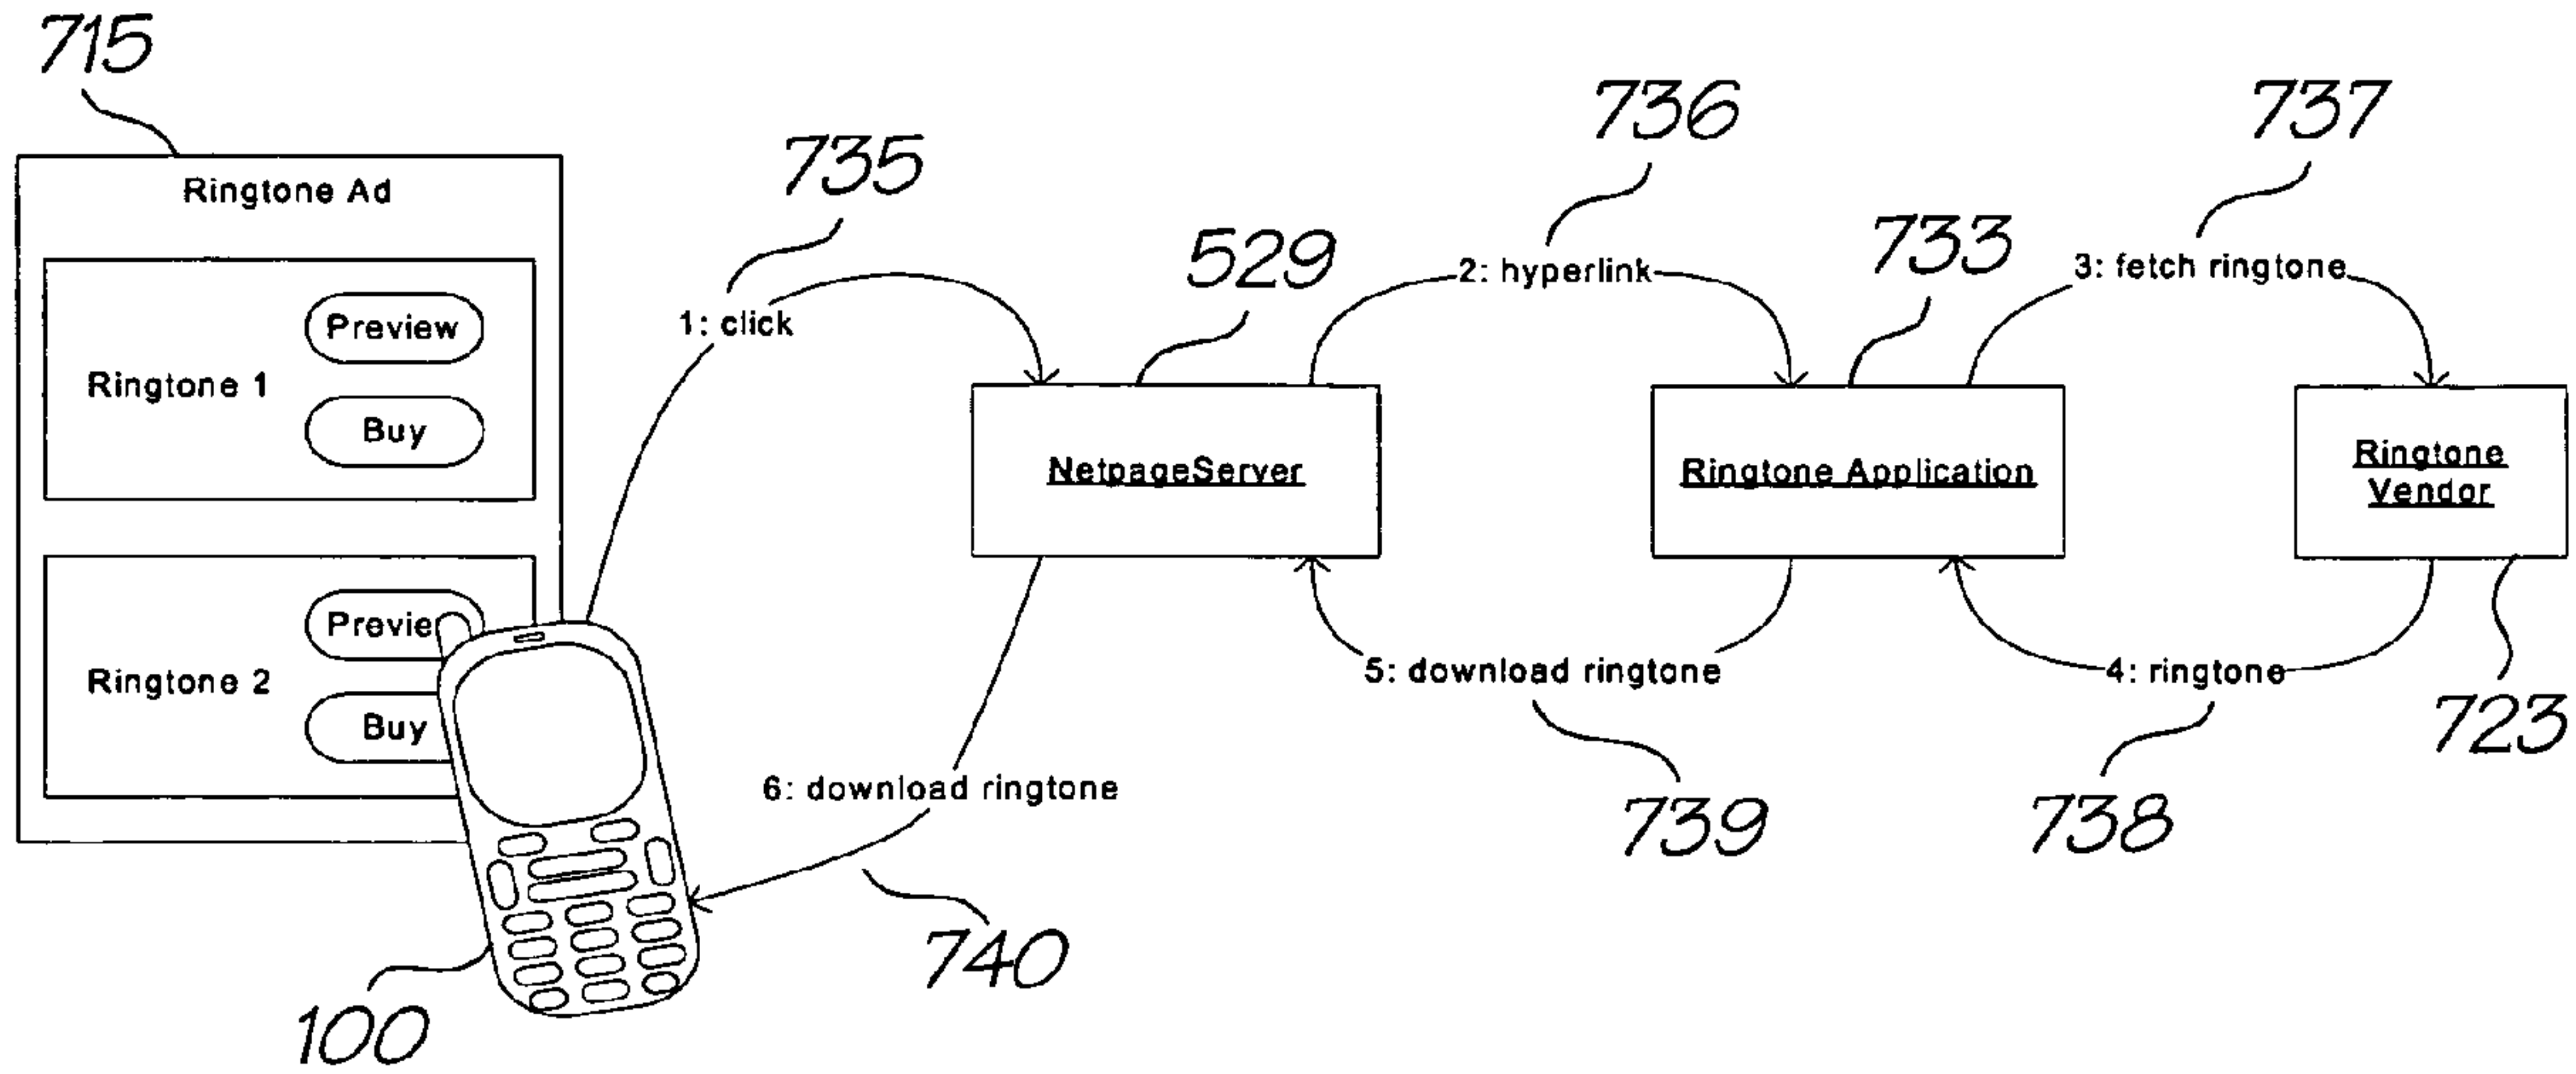 715
Ringtone Ad
Ringtone 1
Preview
Buy
Ringtone 2
Previe
Buy
100
735
1: click
529
NetpageServer
736
2: hyperlink
733
Ringtone Application
737
3: fetch ringtone
Ringtone
Vendor
723
4: ringtone
738
5: download ringtone
739
6: download ringtone
740